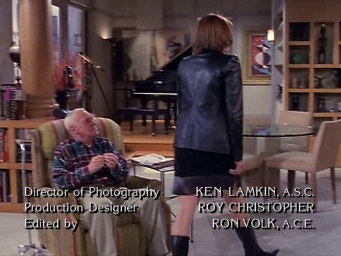 Director of Photography KEN LAMKIN, A.S.C.
Production Designer ROY CHRISTOPHER
Edited by RON VOLK, A.C.E.